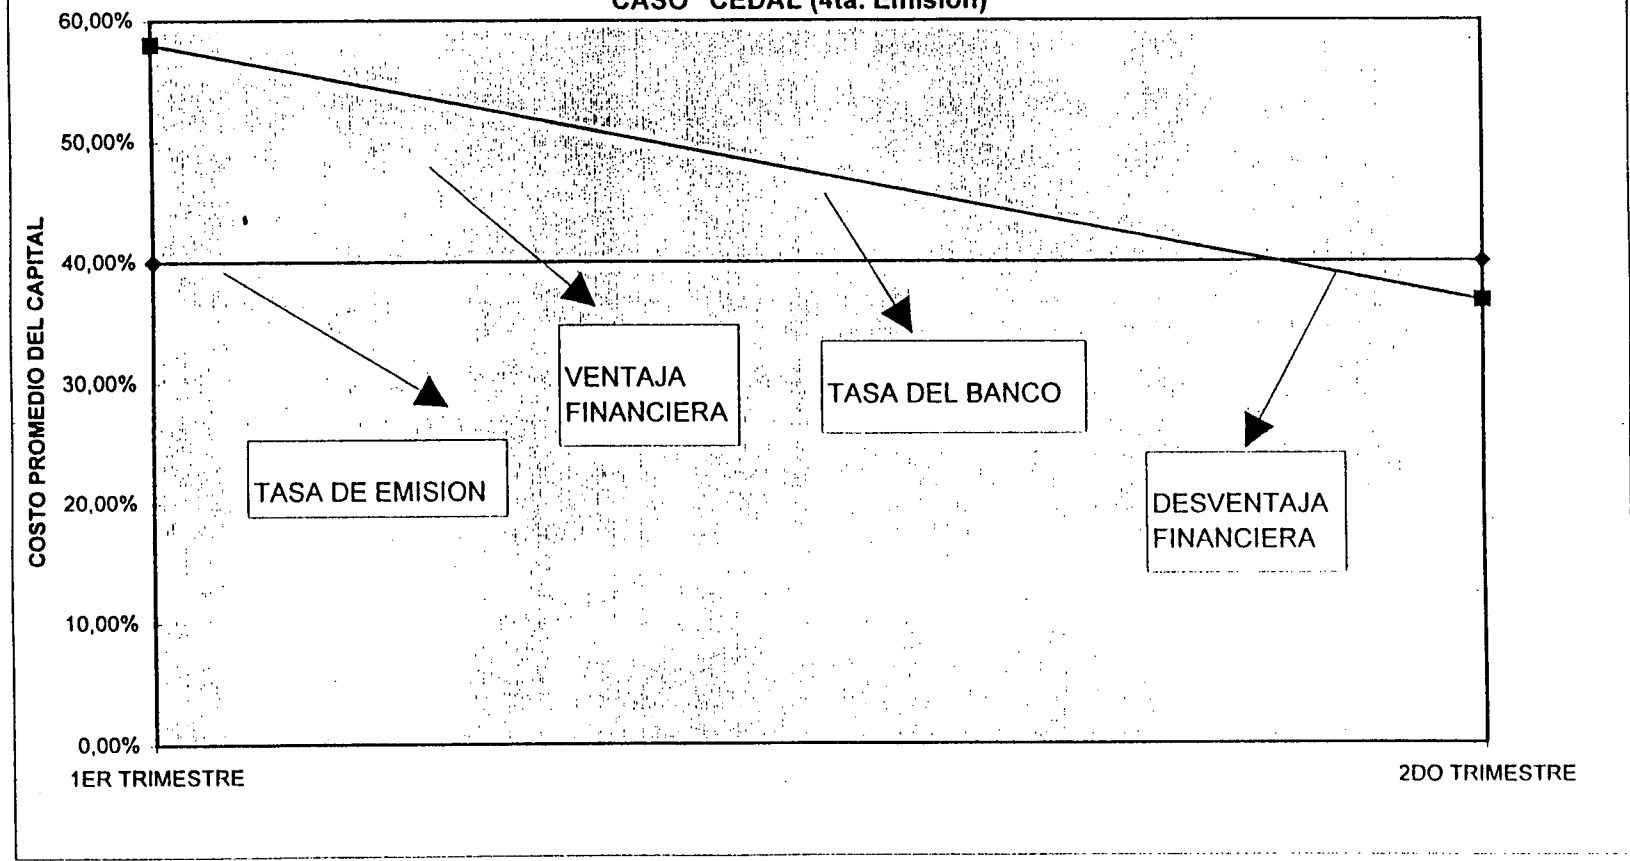 CASO CEDAL (4ta. Emisión)
60,00%
50,00%
40,00%
30,00%
20,00%
10,00%
0,00%
COSTO PROMEDIO DEL CAPITAL
1ER TRIMESTRE
2DO TRIMESTRE
TASA DE EMISION
VENTAJA
FINANCIERA
TASA DEL BANCO
DESVENTAJA
FINANCIERA